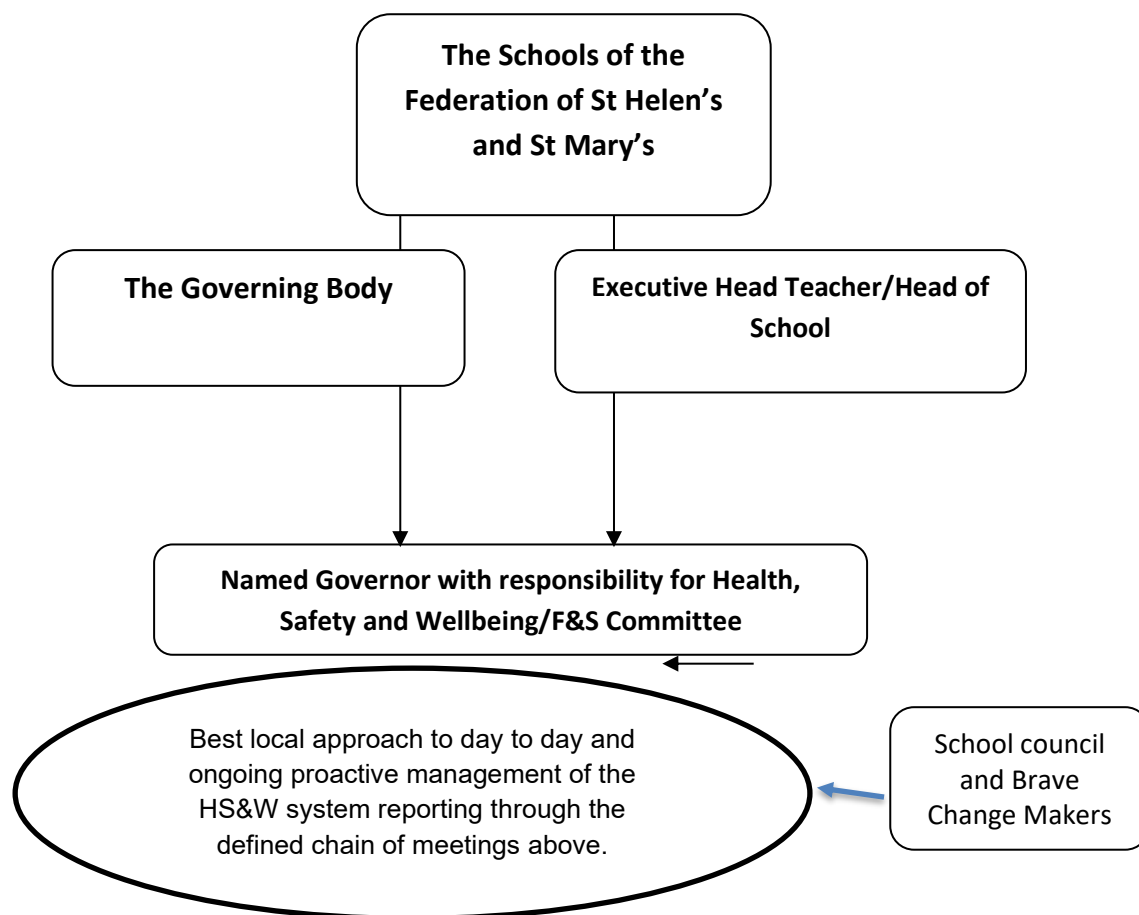 The Schools of the
Federation of St Helen’s
and St Mary’s
The Governing Body
Executive Head Teacher/Head of
School
Named Governor with responsibility for Health,
Safety and Wellbeing/F&S Committee
Best local approach to day to day and
ongoing proactive management of the
HS&W system reporting through the
defined chain of meetings above.
School council
and Brave
Change Makers